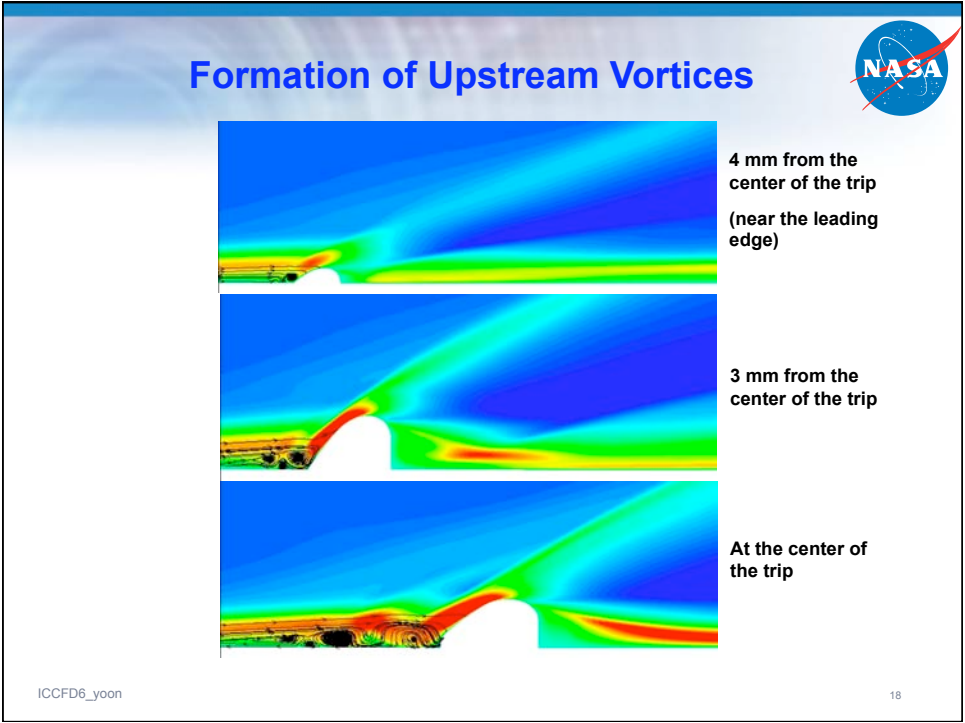 Formation of Upstream Vortices
NASA
4 mm from the
center of the trip
(near the leading
edge)
3 mm from the
center of the trip
At the center of
the trip
ICCFD6_yoon
18